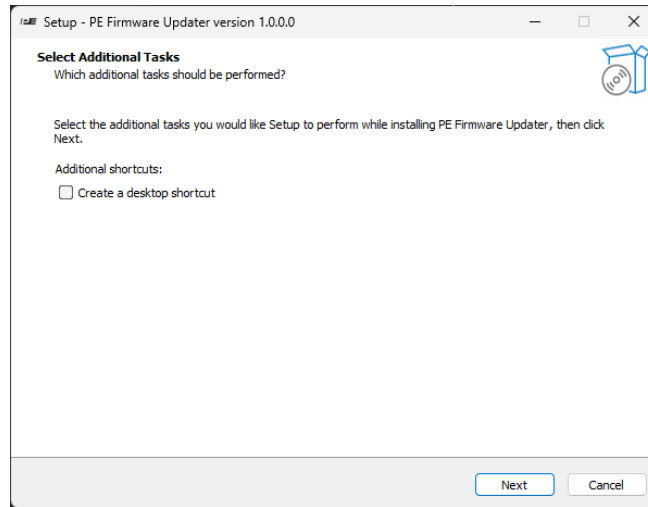 Setup - PE Firmware Updater version 1.0.0.0
Select Additional Tasks
Which additional tasks should be performed?
Select the additional tasks you would like Setup to perform while installing PE Firmware Updater, then click
Next.
Additional shortcuts:
Create a desktop shortcut
Next
Cancel